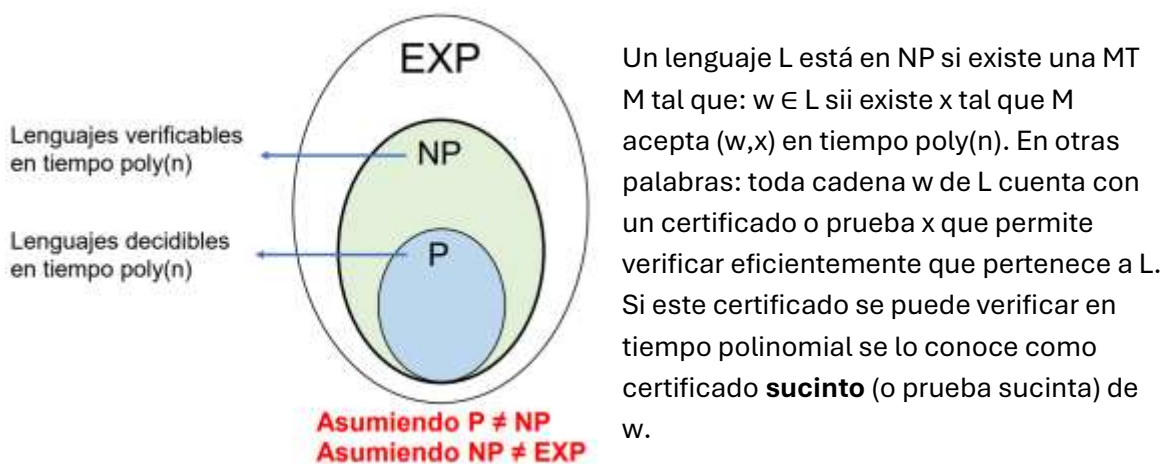 EXP
NP
P
Lenguajes verificables
en tiempo poly(n)
Lenguajes decidibles
en tiempo poly(n)
Asumiendo P ≠ NP
Asumiendo NP ≠ EXP
Un lenguaje L está en NP si existe una MT
M tal que: w ∈ L sii existe x tal que M
acepta (w,x) en tiempo poly(n). En otras
palabras: toda cadena w de L cuenta con
un certificado o prueba x que permite
verificar eficientemente que pertenece a L.
Si este certificado se puede verificar en
tiempo polinomial se lo conoce como
certificado sucinto (o prueba sucinta) de
w.